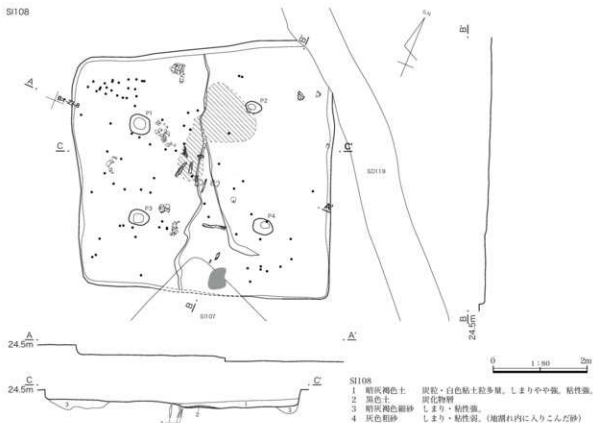 SI108
G.N
B'
B'
A
P2
P1
C
C'
SD119
P3
A'
P4
B
SI107
B
24.5m
A
A'
24.5m
0 1:80 2m
C
C'
24.5m
3
1
2
3
SI108
1 暗灰褐色土 炭粒・白色粘土粒多量。しまりやや強。粘性強。
2 黒色土 炭化物層
3 暗灰褐色細砂 しまり・粘性強。
4 灰色粗砂 しまり・粘性弱。(地割れ内に入りこんだ砂)